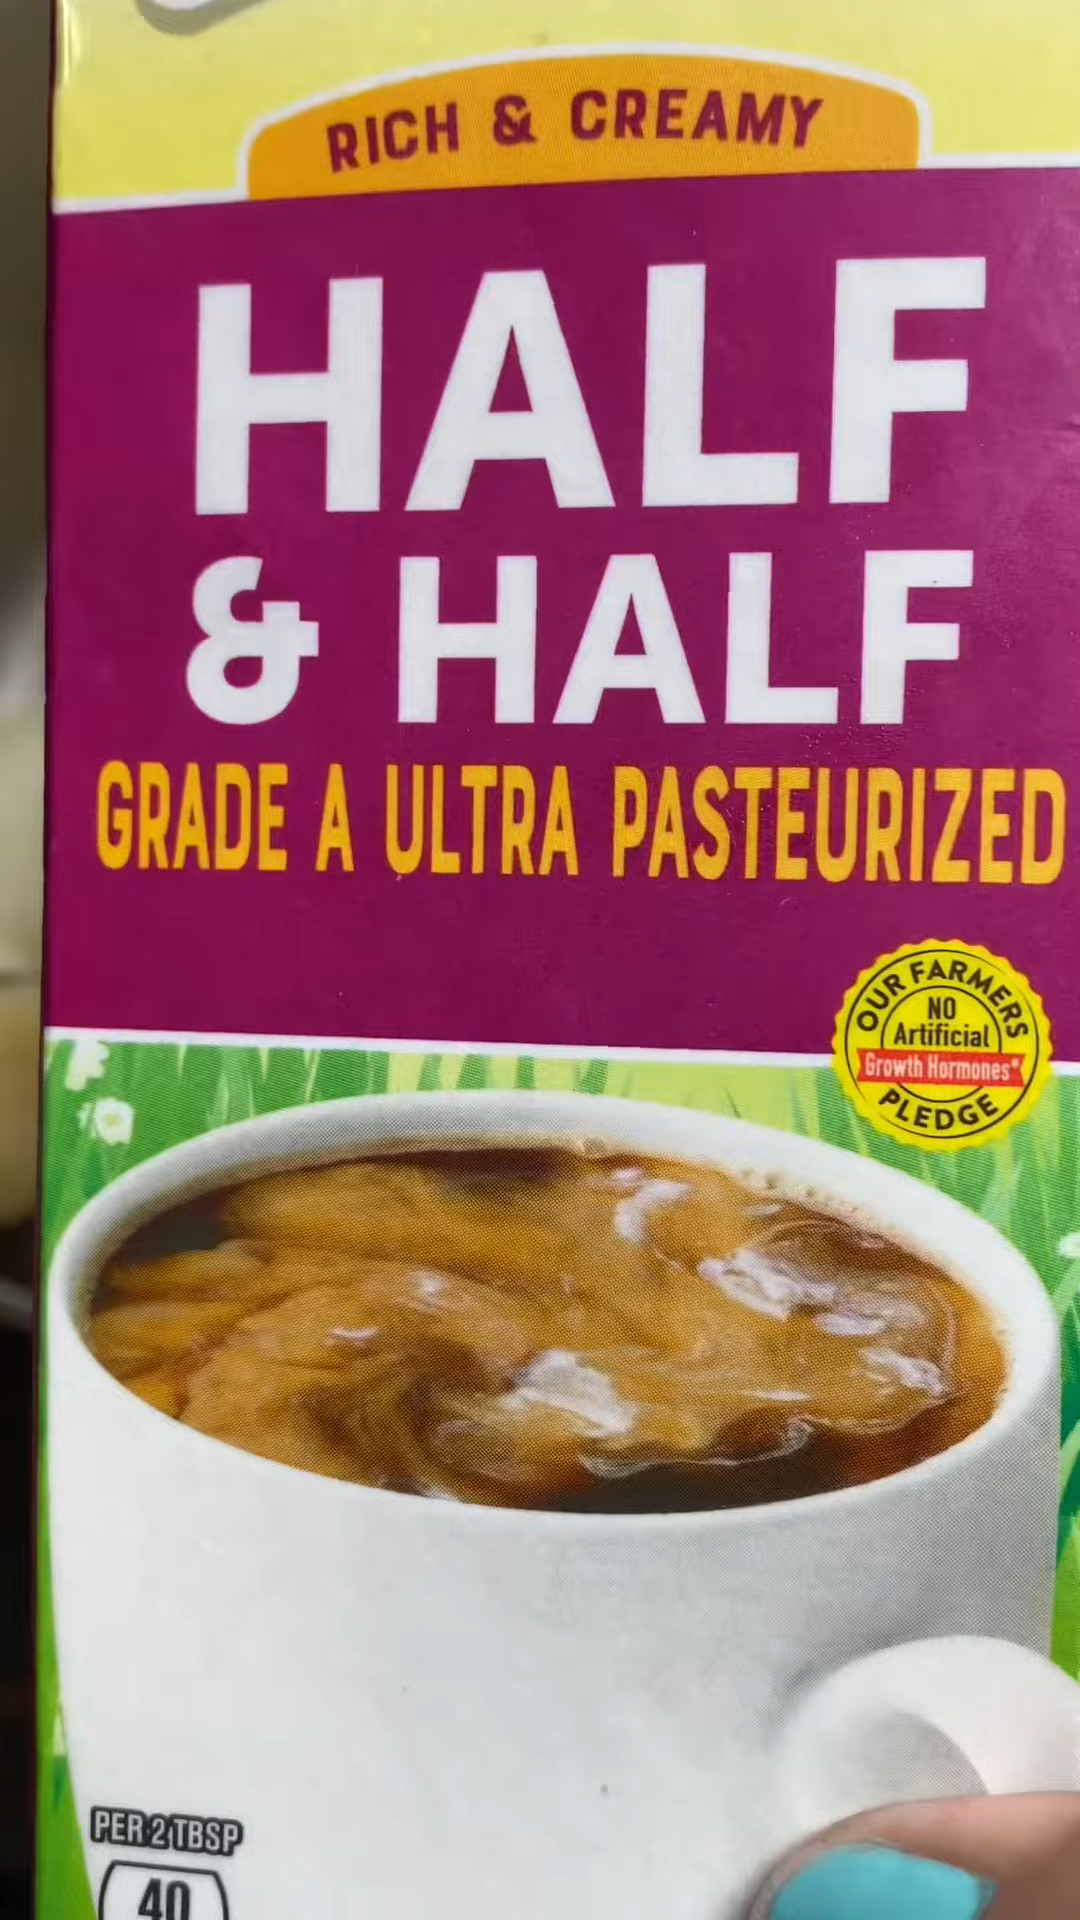 RICH & CREAMY
HALF
& HALF
GRADE A ULTRA PASTEURIZED
OUR FARMERS
NO
Artificial
Growth Hormones*
PLEDGE
PER 2 TBSP
40